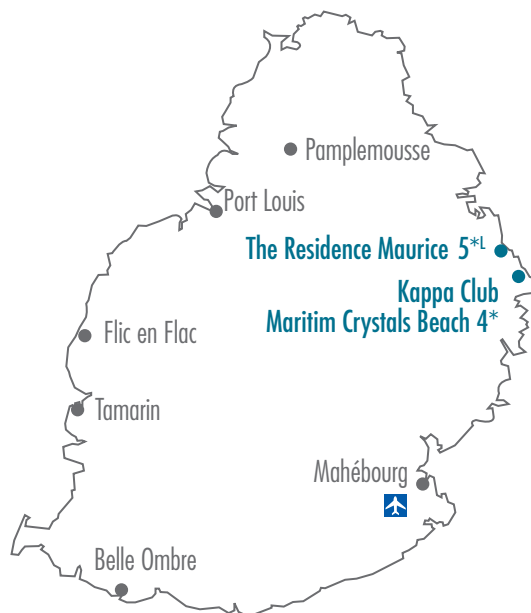 Pamplemousse
Port Louis
The Residence Maurice 5*L
Kappa Club
Maritim Crystals Beach 4*
Flic en Flac
Tamarin
Mahébourg
Belle Ombre